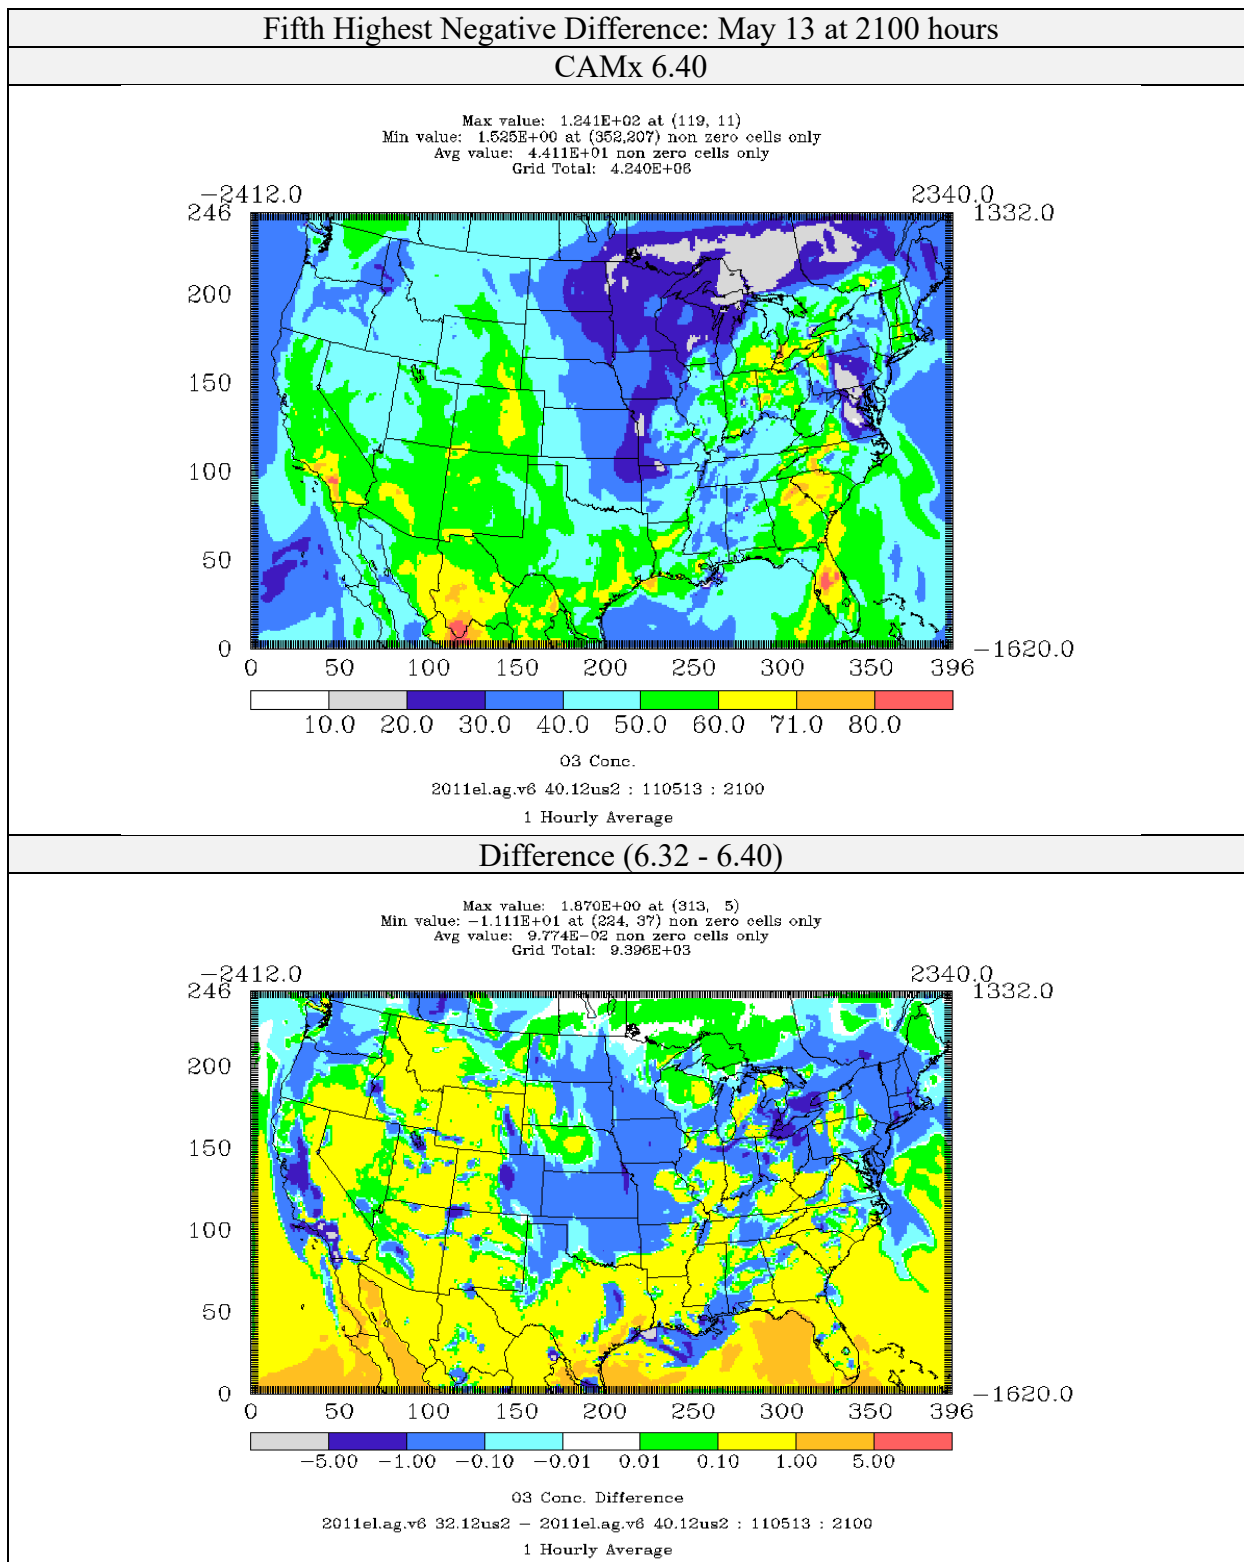 Fifth Highest Negative Difference: May 13 at 2100 hours
CAMx 6.40
Max value: 1.241E+02 at (119, 11)
Min value: 1.525E+00 at (352,207) non zero cells only
Avg value: 4.411E+01 non zero cells only
Grid Total: 4.240E+06
−2412.0 2340.0
246 1332.0
200
150
100
50
0 −1620.0
0 50 100 150 200 250 300 350 396
10.0 20.0 30.0 40.0 50.0 60.0 71.0 80.0
O3 Conc.
2011el.ag.v6 40.12us2 : 110513 : 2100
1 Hourly Average
Difference (6.32 - 6.40)
Max value: 1.870E+00 at (313, 5)
Min value: −1.111E+01 at (224, 37) non zero cells only
Avg value: 9.774E−02 non zero cells only
Grid Total: 9.396E+03
−2412.0 2340.0
246 1332.0
200
150
100
50
0 −1620.0
0 50 100 150 200 250 300 350 396
−5.00 −1.00 −0.10 −0.01 0.01 0.10 1.00 5.00
O3 Conc. Difference
2011el.ag.v6 32.12us2 − 2011el.ag.v6 40.12us2 : 110513 : 2100
1 Hourly Average